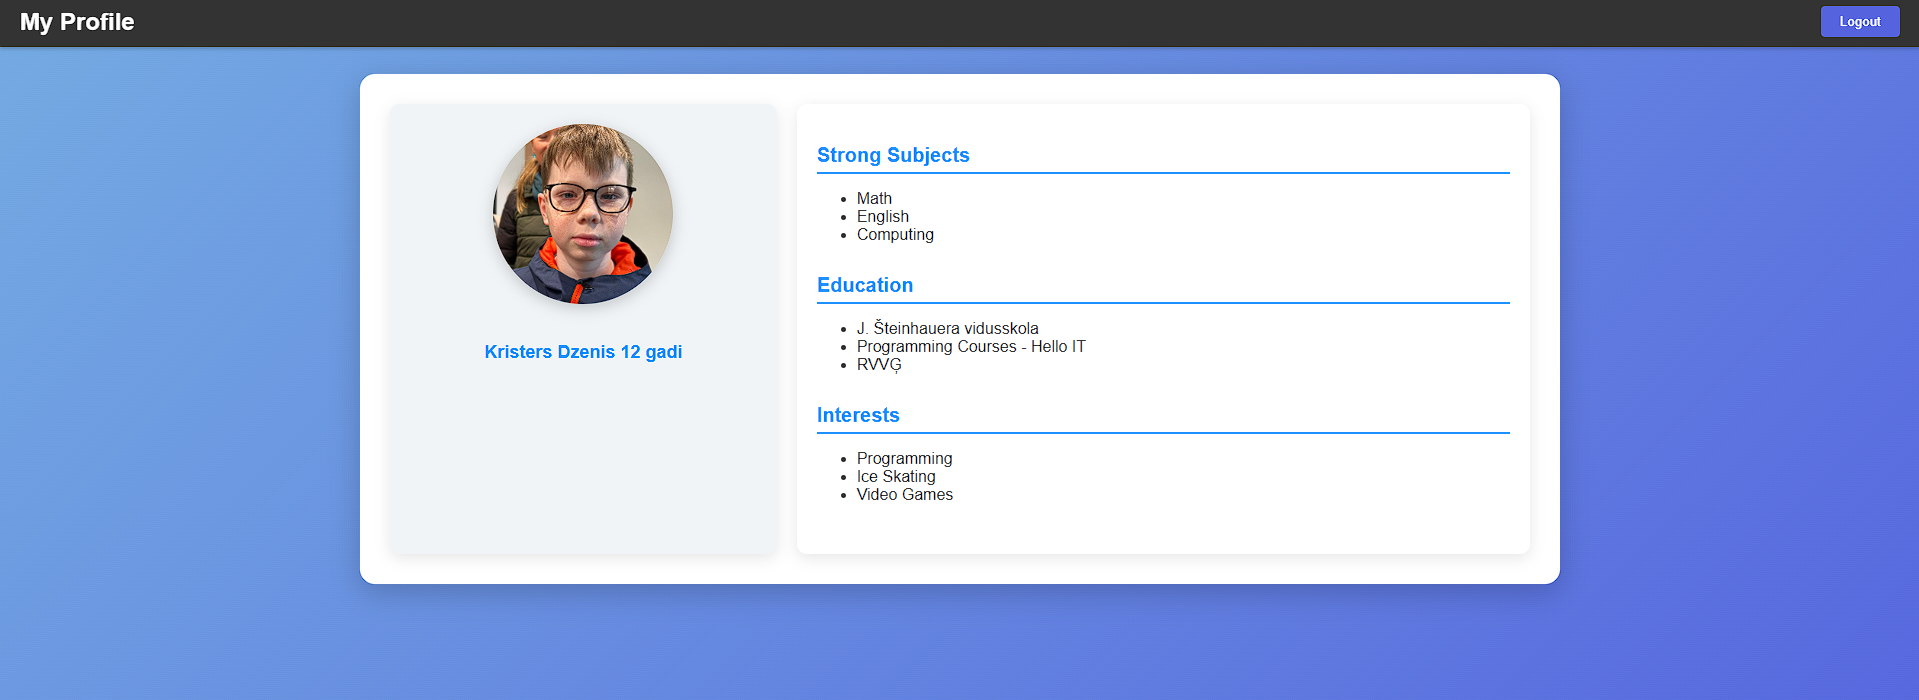 My Profile
Logout
Kristers Dzenis 12 gadi
Strong Subjects
Math
English
Computing
Education
J. Šteinhauera vidusskola
Programming Courses - Hello IT
RVVĢ
Interests
Programming
Ice Skating
Video Games